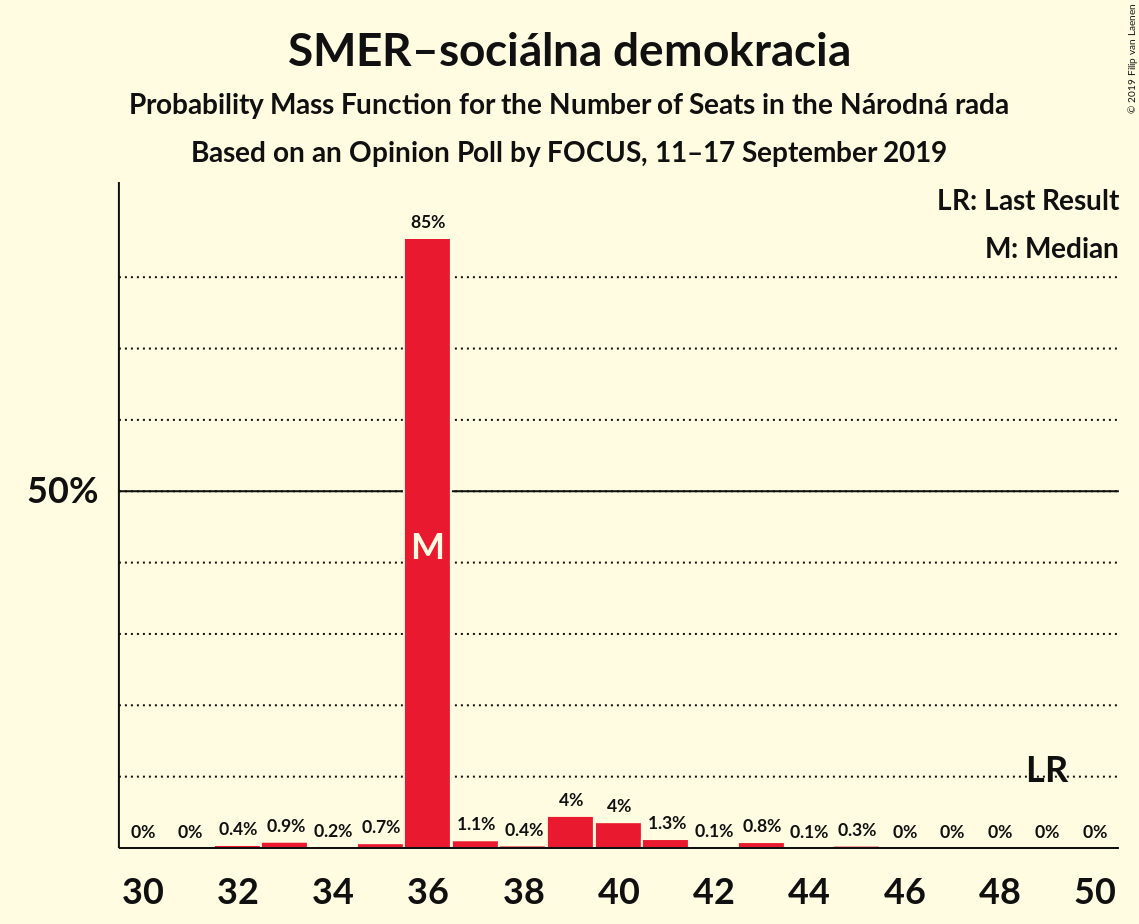 SMER–sociálna demokracia
Probability Mass Function for the Number of Seats in the Národná rada
Based on an Opinion Poll by FOCUS, 11–17 September 2019
© 2019 Filip van Laenen
LR: Last Result
M: Median
85%
50%
M
LR
0% 0% 0.4% 0.9% 0.2% 0.7% 1.1% 0.4% 4% 4% 1.3% 0.1% 0.8% 0.1% 0.3% 0% 0% 0% 0% 0%
30 32 34 36 38 40 42 44 46 48 50